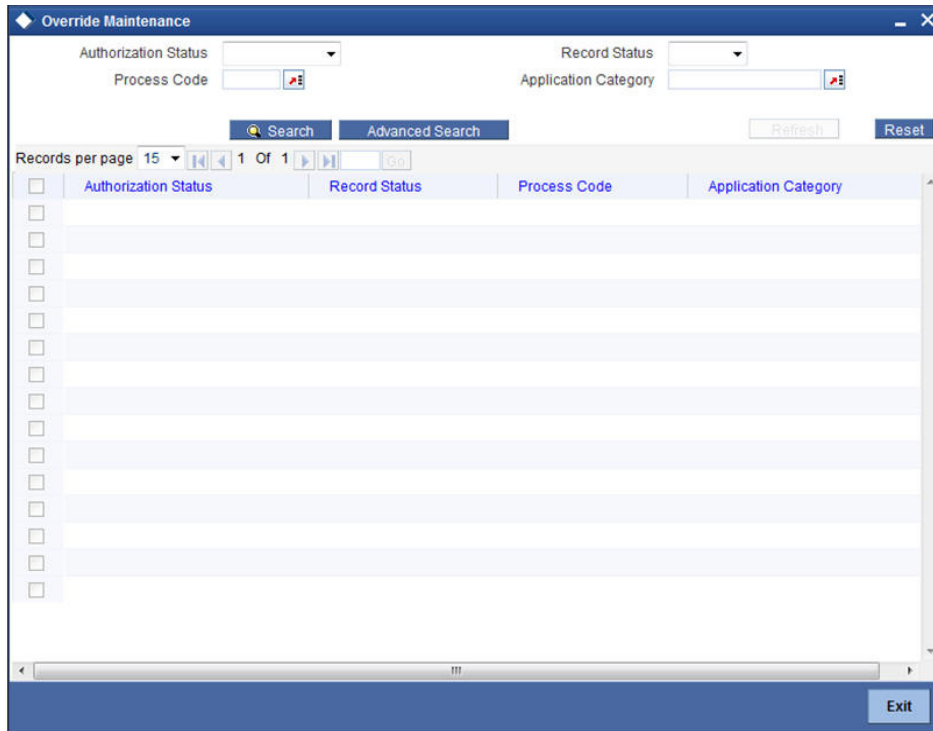 Override Maintenance
Authorization Status Record Status
Process Code Application Category
Search Advanced Search Refresh Reset
Records per page 15 1 Of 1 Go
Authorization Status Record Status Process Code Application Category
Exit